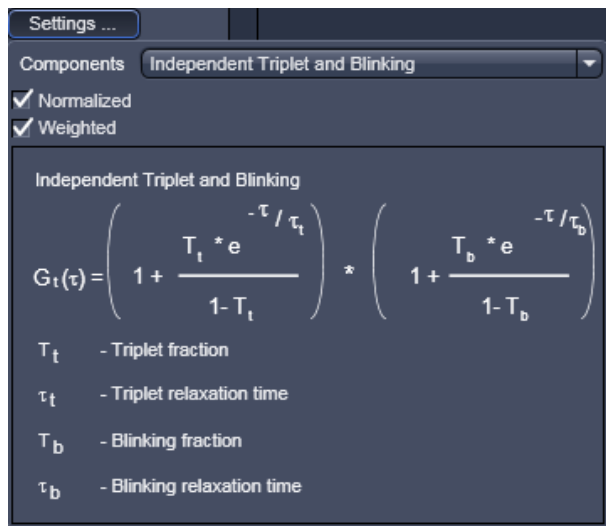 Settings ...
Components Independent Triplet and Blinking
Normalized
Weighted
Independent Triplet and Blinking
Gt(τ) = ( 1 + Tt * e -τ / τt / 1- Tt ) * ( 1 + Tb * e -τ / τb / 1- Tb )
Tt - Triplet fraction
τt - Triplet relaxation time
Tb - Blinking fraction
τb - Blinking relaxation time